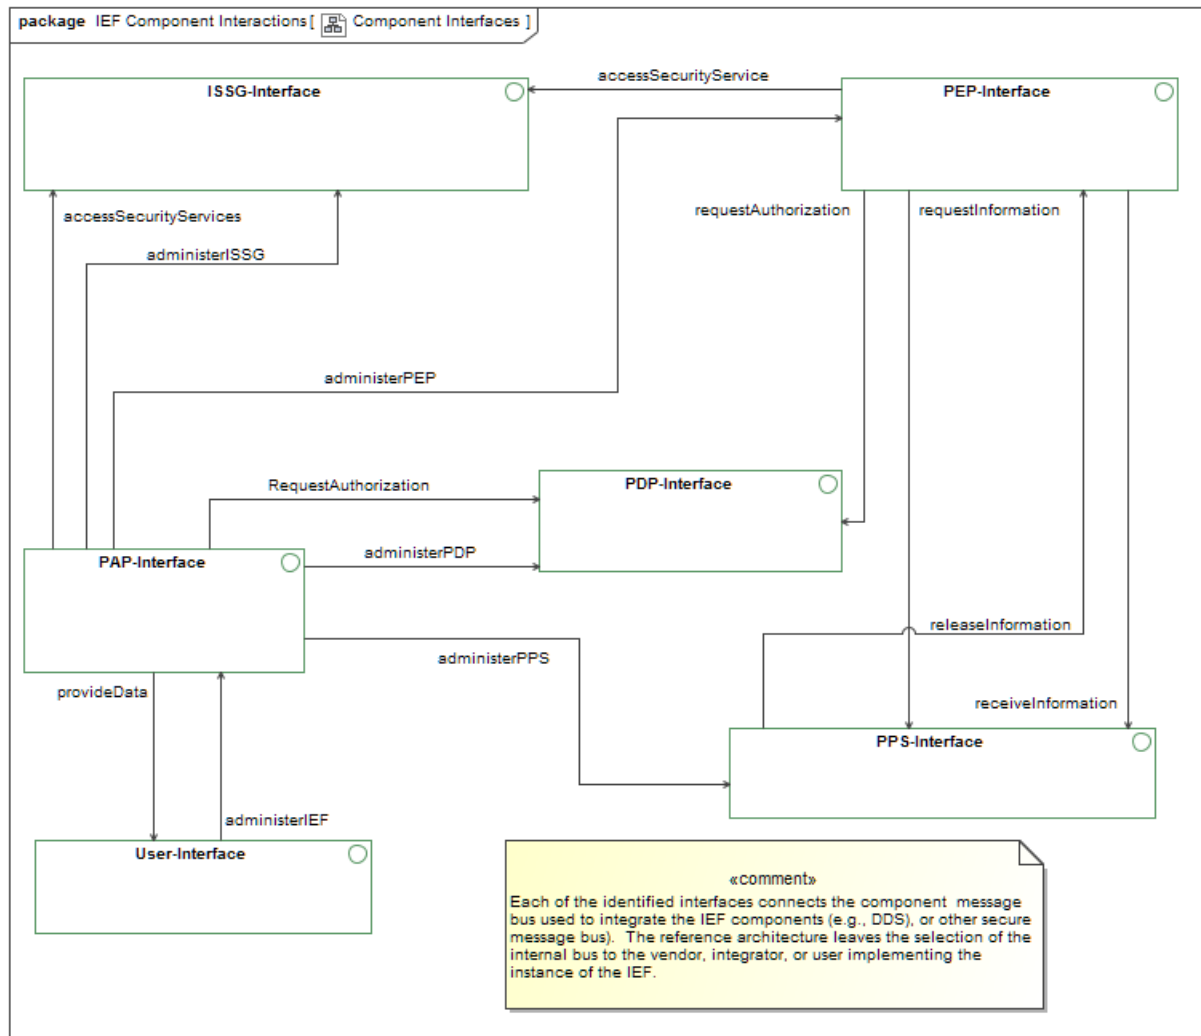 package IEF Component Interactions [ Component Interfaces ]
accessSecurityService
ISSG-Interface
PEP-Interface
accessSecurityServices
requestAuthorization
requestInformation
administerISSG
administerPEP
RequestAuthorization
PDP-Interface
administerPDP
PAP-Interface
releaseInformation
administerPPS
provideData
receiveInformation
PPS-Interface
administerIEF
User-Interface
«comment»
Each of the identified interfaces connects the component message
bus used to integrate the IEF components (e.g., DDS), or other secure
message bus). The reference architecture leaves the selection of the
internal bus to the vendor, integrator, or user implementing the
instance of the IEF.